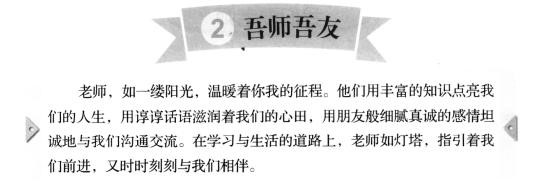 2 吾师吾友
老师，如一缕阳光，温暖着你我的征程。他们用丰富的知识点亮我
们的人生，用谆谆话语滋润着我们的心田，用朋友般细腻真诚的感情坦
诚地与我们沟通交流。在学习与生活的道路上，老师如灯塔，指引着我
们前进，又时时刻刻与我们相伴。